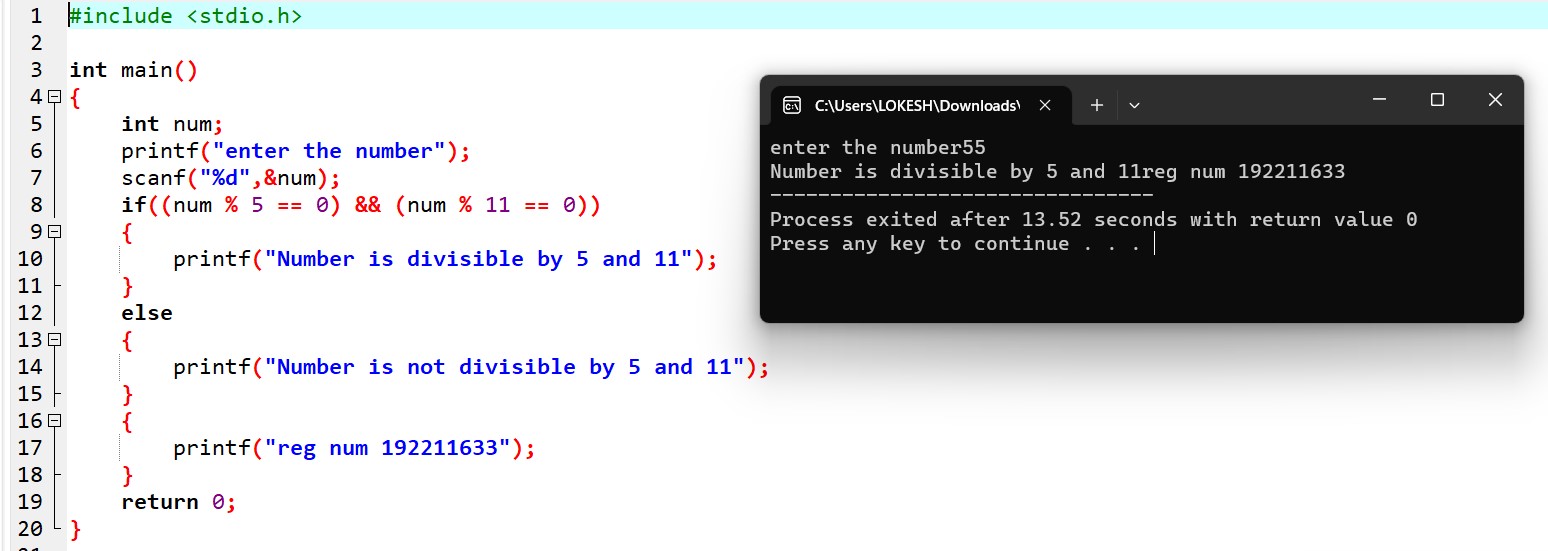 1 #include <stdio.h>
2
3 int main()
4 {
5 int num;
6 printf("enter the number");
7 scanf("%d",&num);
8 if((num % 5 == 0) && (num % 11 == 0))
9 {
10 printf("Number is divisible by 5 and 11");
11 }
12 else
13 {
14 printf("Number is not divisible by 5 and 11");
15 }
16 {
17 printf("reg num 192211633");
18 }
19 return 0;
20 }
C:\Users\LOKESH\Downloads\
enter the number55
Number is divisible by 5 and 11reg num 192211633
--------------------------------
Process exited after 13.52 seconds with return value 0
Press any key to continue . . .